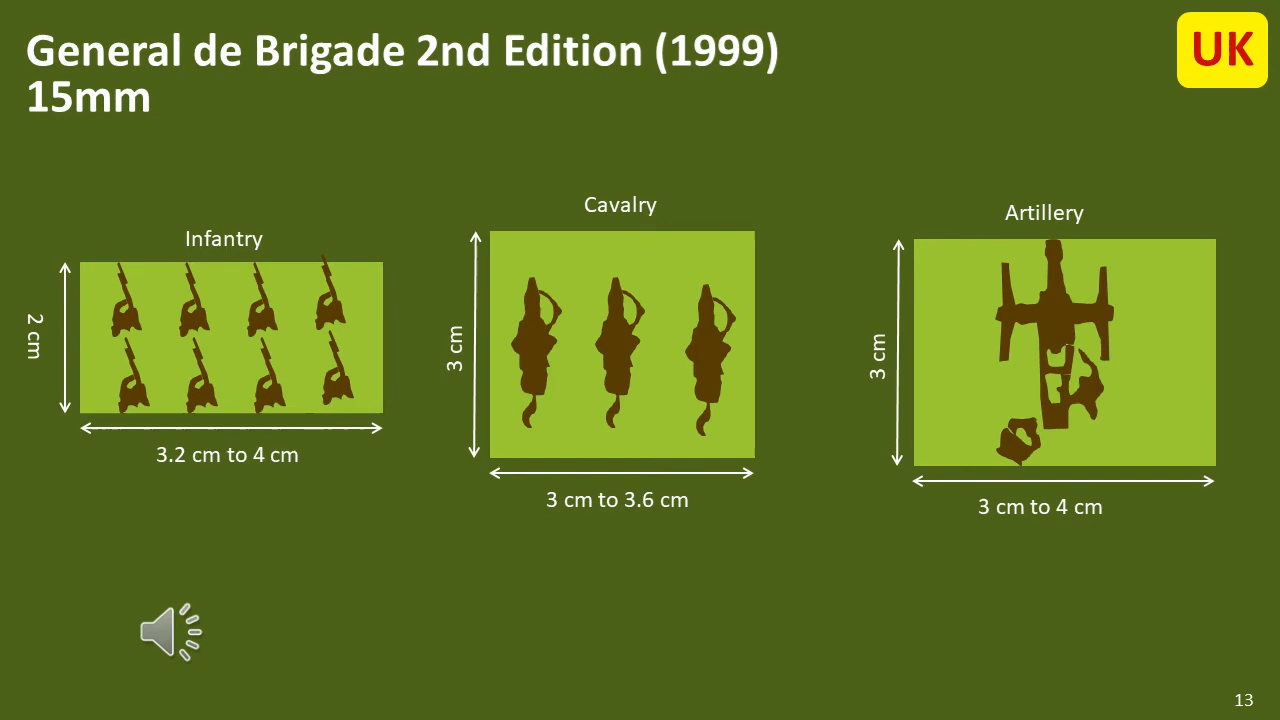 General de Brigade 2nd Edition (1999)
15mm
UK
Infantry
2 cm
3.2 cm to 4 cm
Cavalry
3 cm
3 cm to 3.6 cm
Artillery
3 cm
3 cm to 4 cm
13